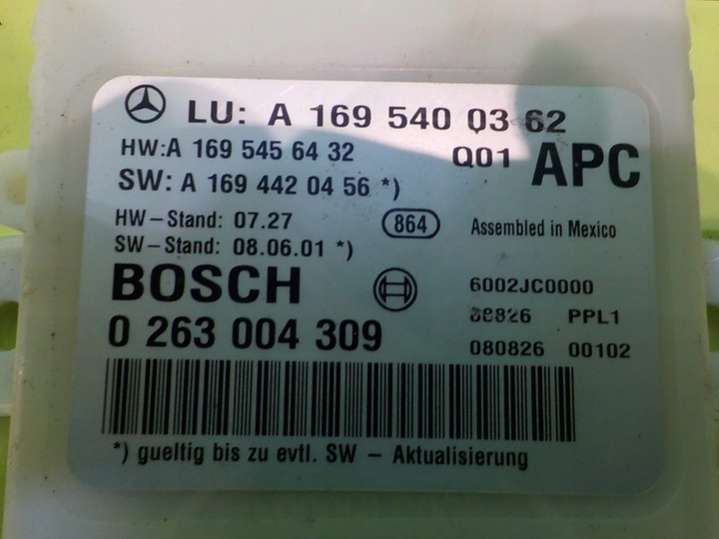 LU: A 169 540 0362
HW:A 169 545 64 32 Q01 APC
SW: A 169 442 04 56 *)
HW-Stand: 07.27 864 Assembled in Mexico
SW-Stand: 08.06.01 *)
BOSCH 6002JC0000
0 263 004 309 PPL1
080826 00102
*) gueltig bis zu evtl. SW - Aktualisierung